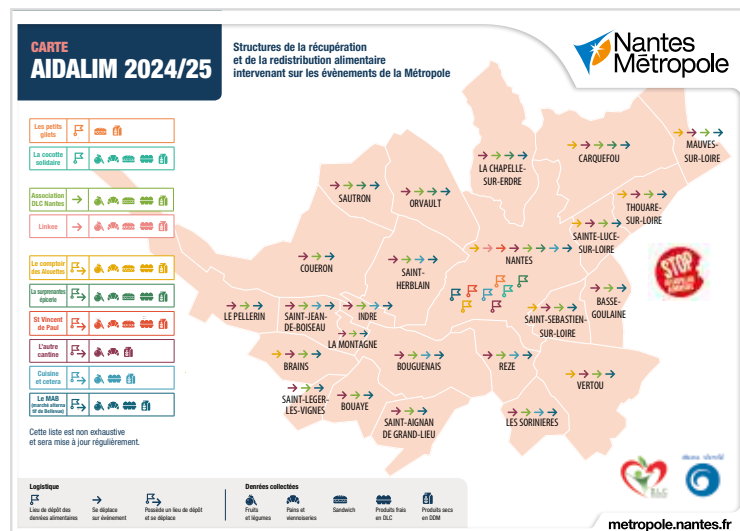 CARTE
AIDALIM 2024/25
Structures de la récupération
et de la redistribution alimentaire
intervenant sur les évènements de la Métropole
Nantes
Métropole
Les petits
gilets
La cocotte
solidaire
Association
DLC Nantes
Linkee
Le comptoir
des Alouettes
La surprenantes
épicerie
St Vincent
de Paul
L'autre
cantine
Cuisine
et cetera
Le MAB
(marché alterna
tif de Bellevue)
Cette liste est non exhaustive
et sera mise à jour régulièrement.
MAUVES-
SUR-LOIRE
CARQUEFOU
LA CHAPELLE-
SUR-ERDRE
THOUARE-
SUR-LOIRE
SAUTRON
ORVAULT
SAINTE-LUCE-
SUR-LOIRE
NANTES
COUERON
SAINT-
HERBLAIN
STOP
BASSE-
GOULAINE
LE PELLERIN
SAINT-JEAN-
DE-BOISEAU
INDRE
SAINT-SEBASTIEN-
SUR-LOIRE
LA MONTAGNE
BRAINS
BOUGUENAIS
REZE
VERTOU
SAINT-LEGER-
LES-VIGNES
BOUAYE
SAINT-AIGNAN
DE GRAND-LIEU
LES SORINIERES
Logistique
Lieu de dépôt des
denrées alimentaires
Se déplace
sur évènement
Possède un lieu de dépôt
et se déplace
Denrées collectées
Fruits
et légumes
Pains et
viennoiseries
Sandwich
Produits frais
en DLC
Produits secs
en DDM
metropole.nantes.fr